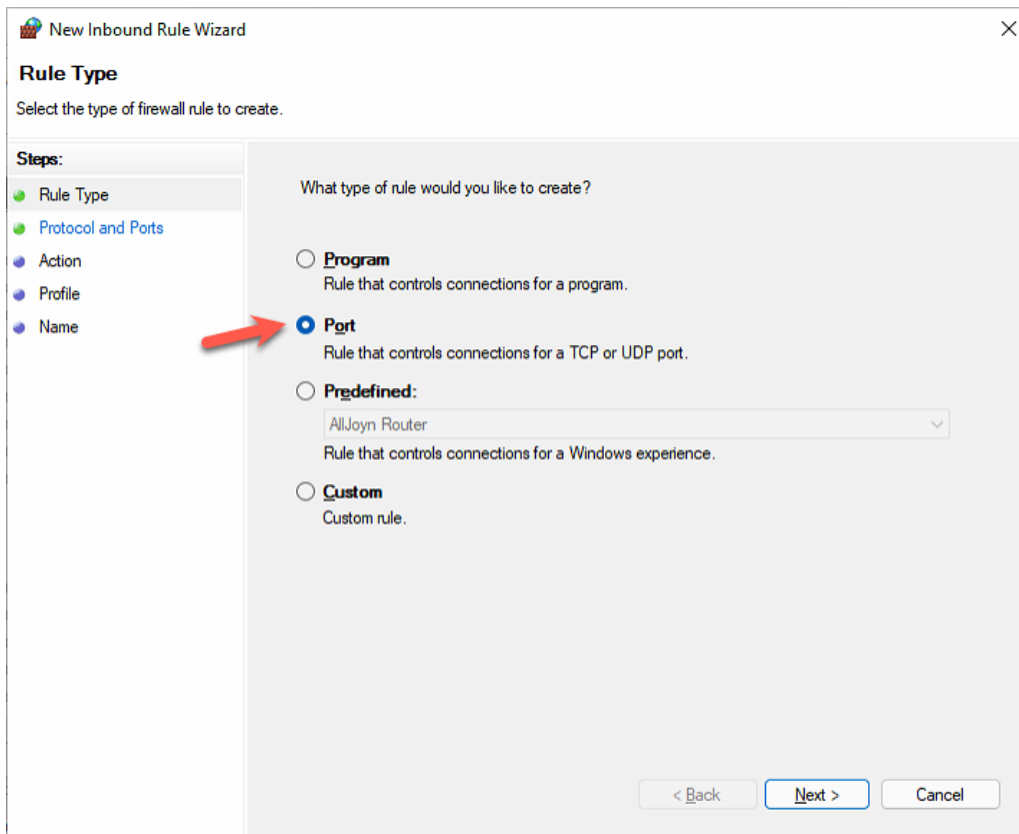 New Inbound Rule Wizard
Rule Type
Select the type of firewall rule to create.
Steps:
Rule Type
Protocol and Ports
Action
Profile
Name
What type of rule would you like to create?
Program
Rule that controls connections for a program.
Port
Rule that controls connections for a TCP or UDP port.
Predefined:
AllJoyn Router
Rule that controls connections for a Windows experience.
Custom
Custom rule.
< Back
Next >
Cancel